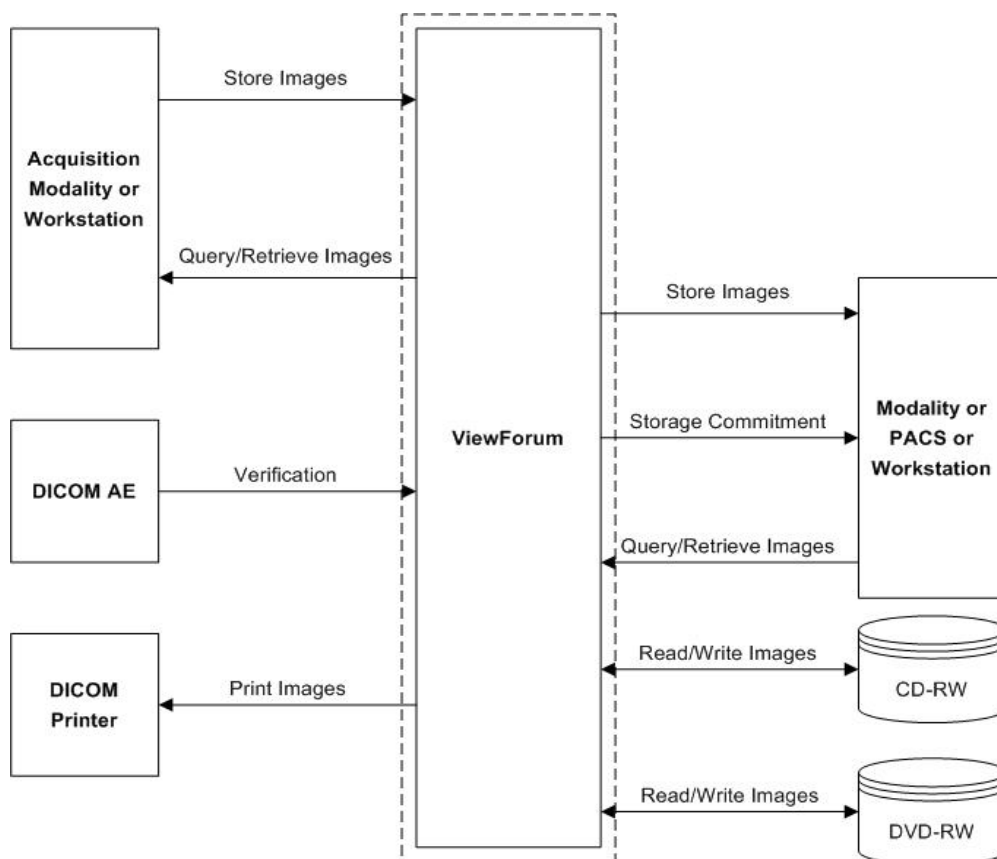 Store Images
Acquisition
Modality or
Workstation
Query/Retrieve Images
DICOM AE
Verification
DICOM
Printer
Print Images
ViewForum
Store Images
Storage Commitment
Query/Retrieve Images
Modality or
PACS or
Workstation
Read/Write Images
CD-RW
Read/Write Images
DVD-RW